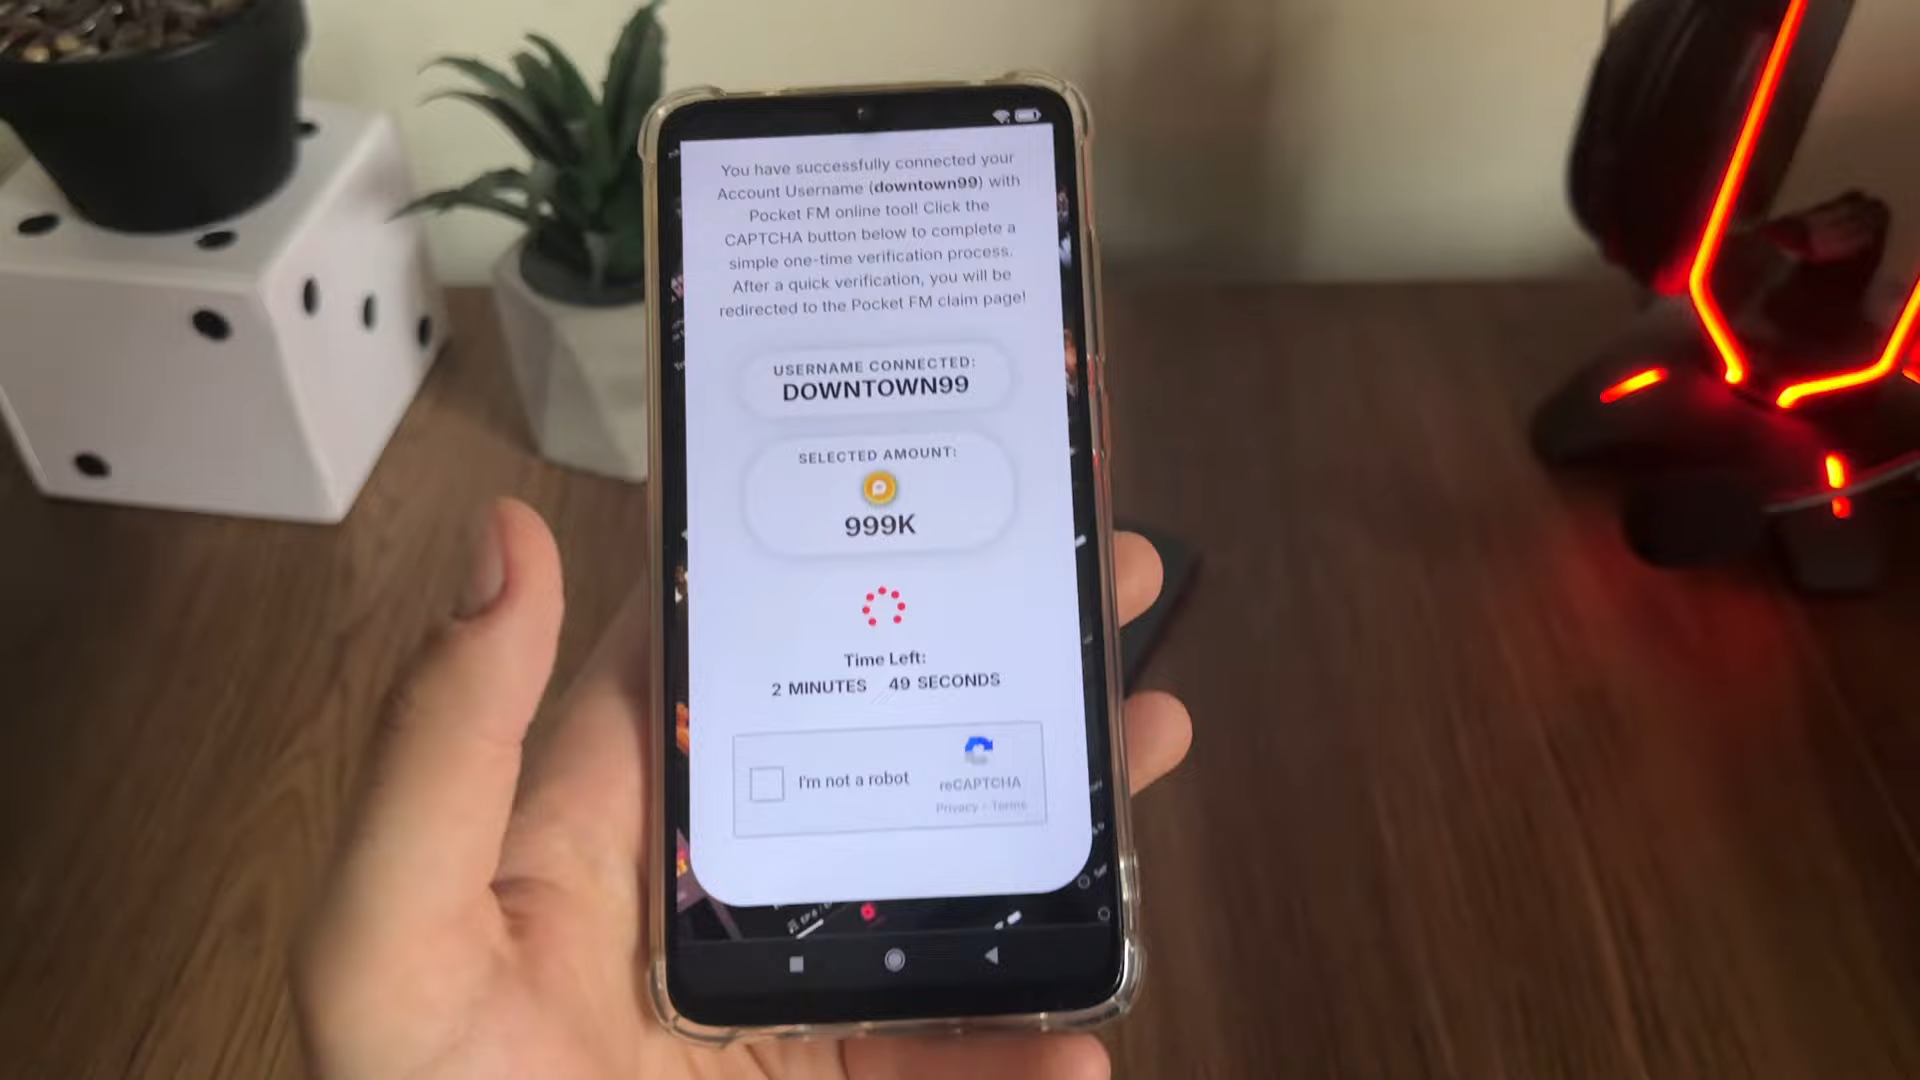 You have successfully connected your
Account Username (downtown99) with
Pocket FM online tool! Click the
CAPTCHA button below to complete a
simple one-time verification process.
After a quick verification, you will be
redirected to the Pocket FM claim page!
USERNAME CONNECTED:
DOWNTOWN99
SELECTED AMOUNT:
999K
Time Left:
2 MINUTES 49 SECONDS
I'm not a robot
reCAPTCHA
Privacy - Terms